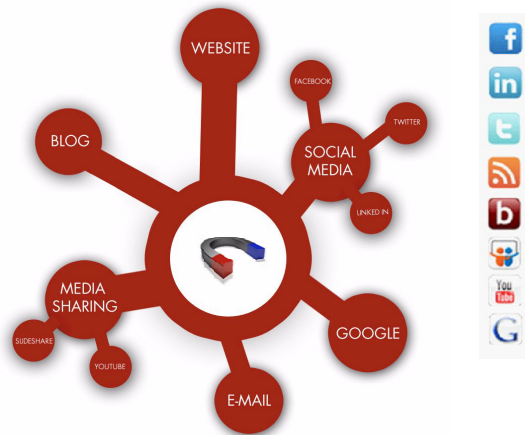 WEBSITE
FACEBOOK
TWITTER
BLOG
SOCIAL
MEDIA
LINKED IN
MEDIA
SHARING
SLIDESHARE
YOUTUBE
GOOGLE
E-MAIL
f
in
t
b
You
Tube
G